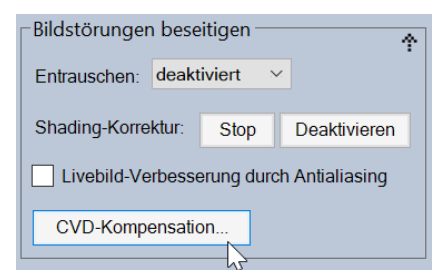 Bildstörungen beseitigen
Entrauschen: deaktiviert
Shading-Korrektur: Stop Deaktivieren
Livebild-Verbesserung durch Antialiasing
CVD-Kompensation...